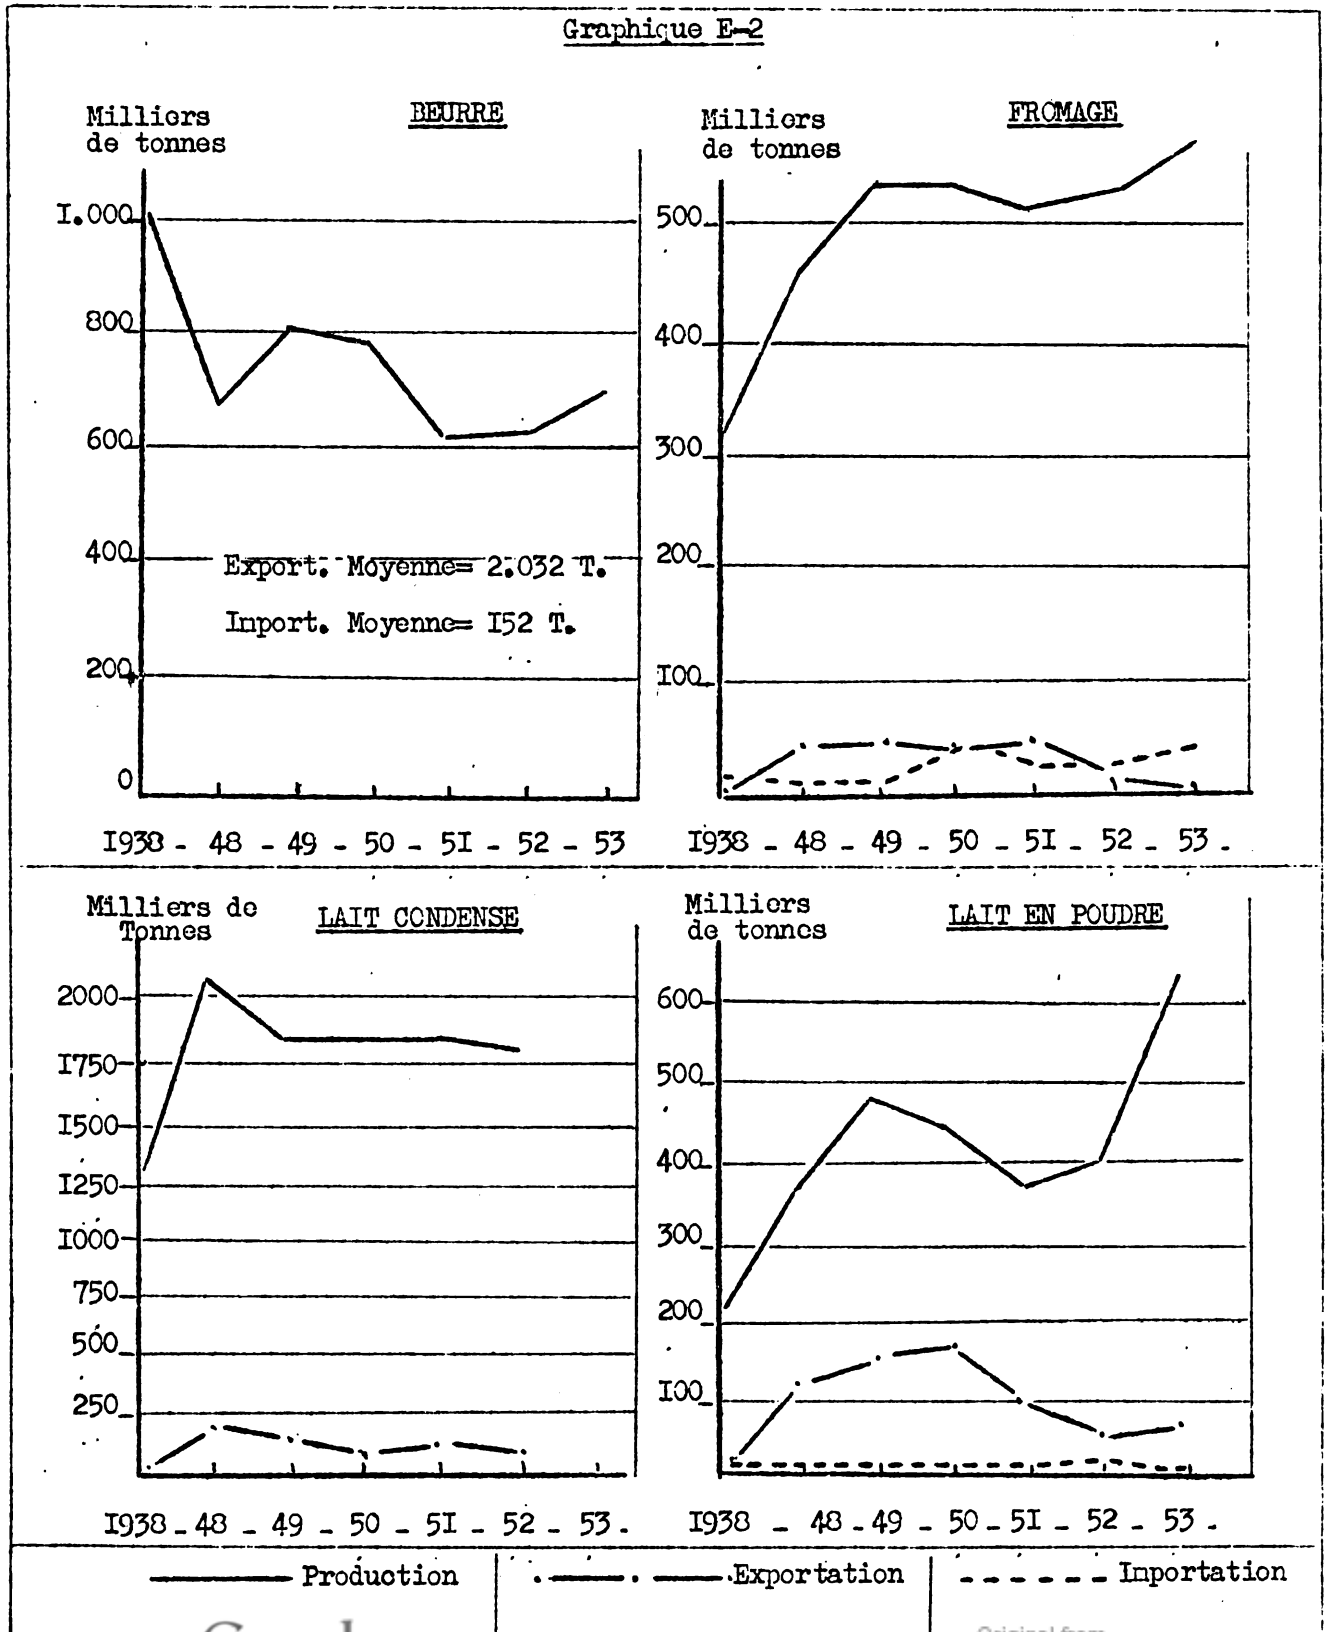 Graphique E-2
Milliers
de tonnes
BEURRE
I.000
800
600
400
200
0
Export. Moyenne= 2.032 T.
Import. Moyenne= I52 T.
I938 - 48 - 49 - 50 - 5I - 52 - 53
Milliers
de tonnes
FROMAGE
500
400
300
200
I00
I938 - 48 - 49 - 50 - 5I - 52 - 53 -
Milliers de
Tonnes
LAIT CONDENSE
2000
I750
I500
I250
I000
750
500
250
I938 - 48 - 49 - 50 - 5I - 52 - 53 -
Milliers
de tonnes
LAIT EN POUDRE
600
500
400
300
200
I00
I938 - 48 - 49 - 50 - 5I - 52 - 53 -
Production
Exportation
Importation
Original from